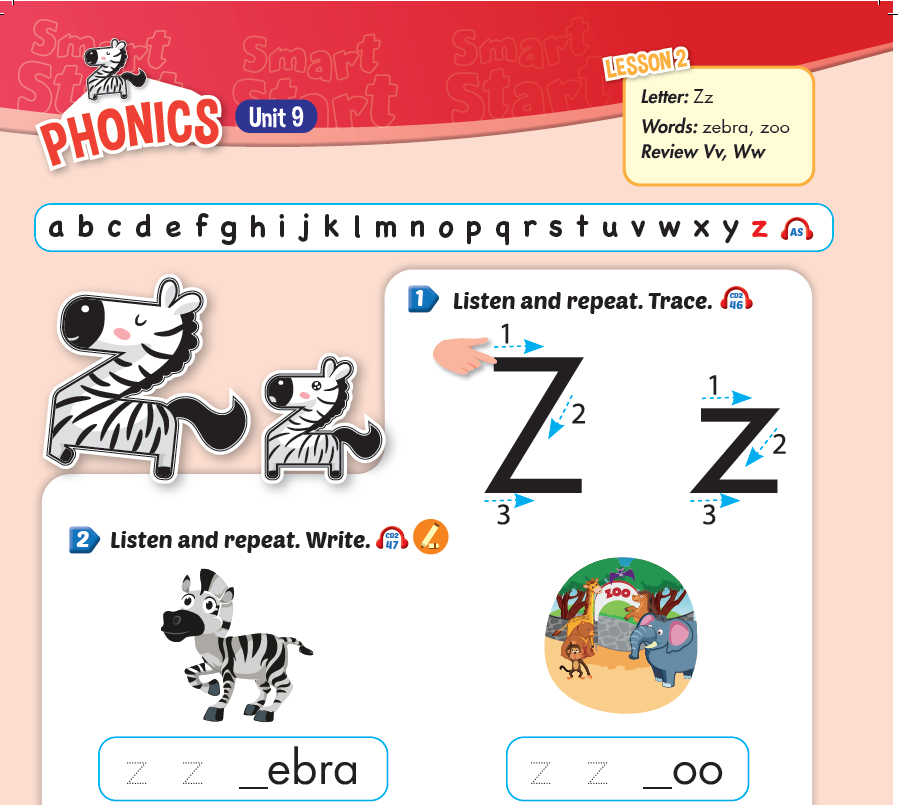 Smart Start
Smart Start
Smart Start
PHONICS
Unit 9
LESSON 2
Letter: Zz
Words: zebra, zoo
Review Vv, Ww
a b c d e f g h i j k l m n o p q r s t u v w x y z AS
1 Listen and repeat. Trace. CD2 46
1
Z
2
3
1
z
2
3
2 Listen and repeat. Write. CD2 47
ZOO
z z _ebra
z z _oo